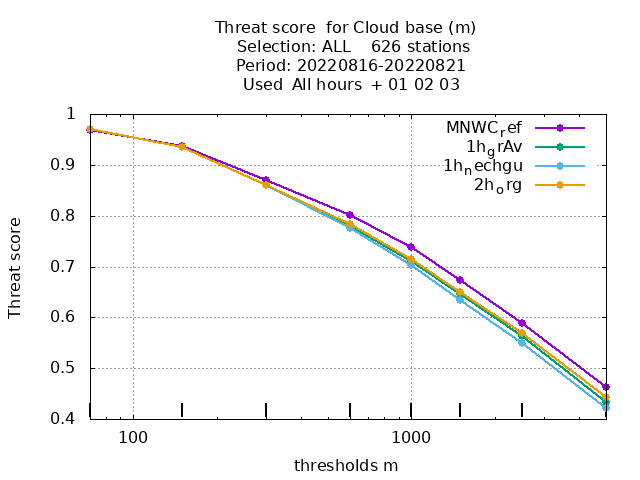 Threat score  for Cloud base (m)
Selection: ALL    626 stations
Period: 20220816-20220821
Used  All hours  + 01 02 03
MNWCref
1hgrAv
1hnechgu
2horg
1
0.9
0.8
0.7
0.6
0.5
0.4
Threat score
100
1000
thresholds m